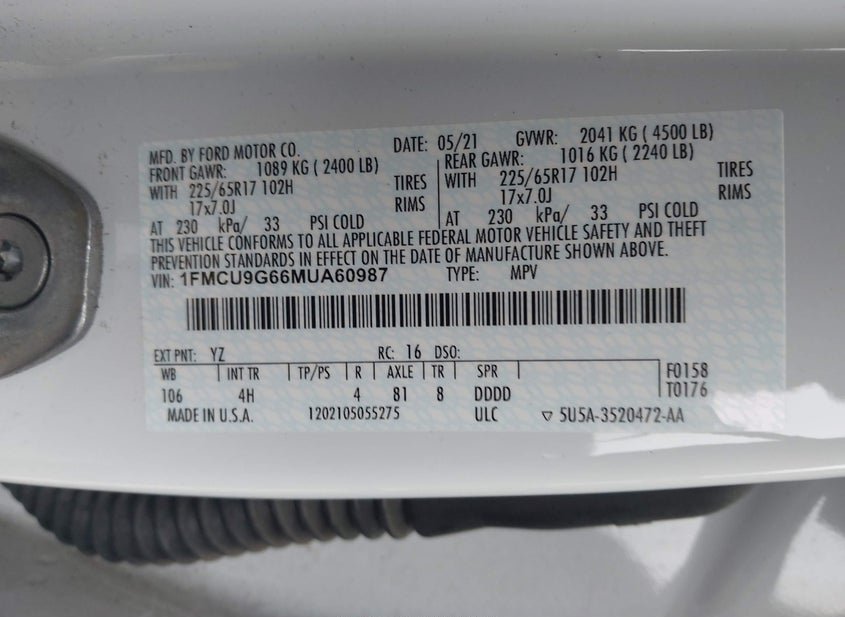 MFD. BY FORD MOTOR CO. DATE: 05/21 GVWR: 2041 KG ( 4500 LB)
FRONT GAWR: 1089 KG ( 2400 LB) REAR GAWR: 1016 KG ( 2240 LB)
WITH 225/65R17 102H TIRES WITH 225/65R17 102H TIRES
17x7.0J RIMS 17x7.0J RIMS
AT 230 kPa/ 33 PSI COLD AT 230 kPa/ 33 PSI COLD
THIS VEHICLE CONFORMS TO ALL APPLICABLE FEDERAL MOTOR VEHICLE SAFETY AND THEFT
PREVENTION STANDARDS IN EFFECT ON THE DATE OF MANUFACTURE SHOWN ABOVE.
VIN: 1FMCU9G66MUA60987 TYPE: MPV
EXT PNT: YZ RC: 16 DSO:
WB INT TR TP/PS R AXLE TR SPR F0158
106 4H 4 81 8 DDDD T0176
MADE IN U.S.A. 1202105055275 ULC ▽ 5U5A-3520472-AA